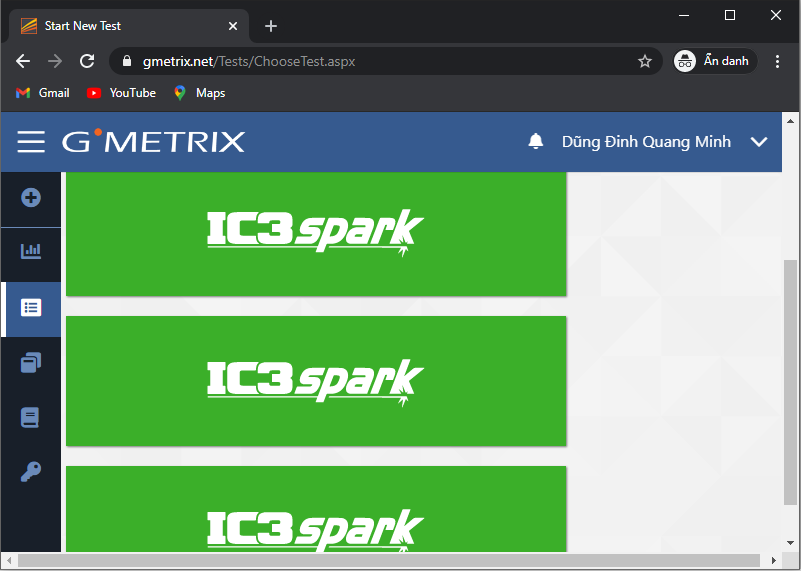 Start New Test
gmetrix.net/Tests/ChooseTest.aspx
Ẩn danh
Gmail
YouTube
Maps
G METRIX
Dũng Đinh Quang Minh
IC3 spark
IC3 spark
IC3 spark